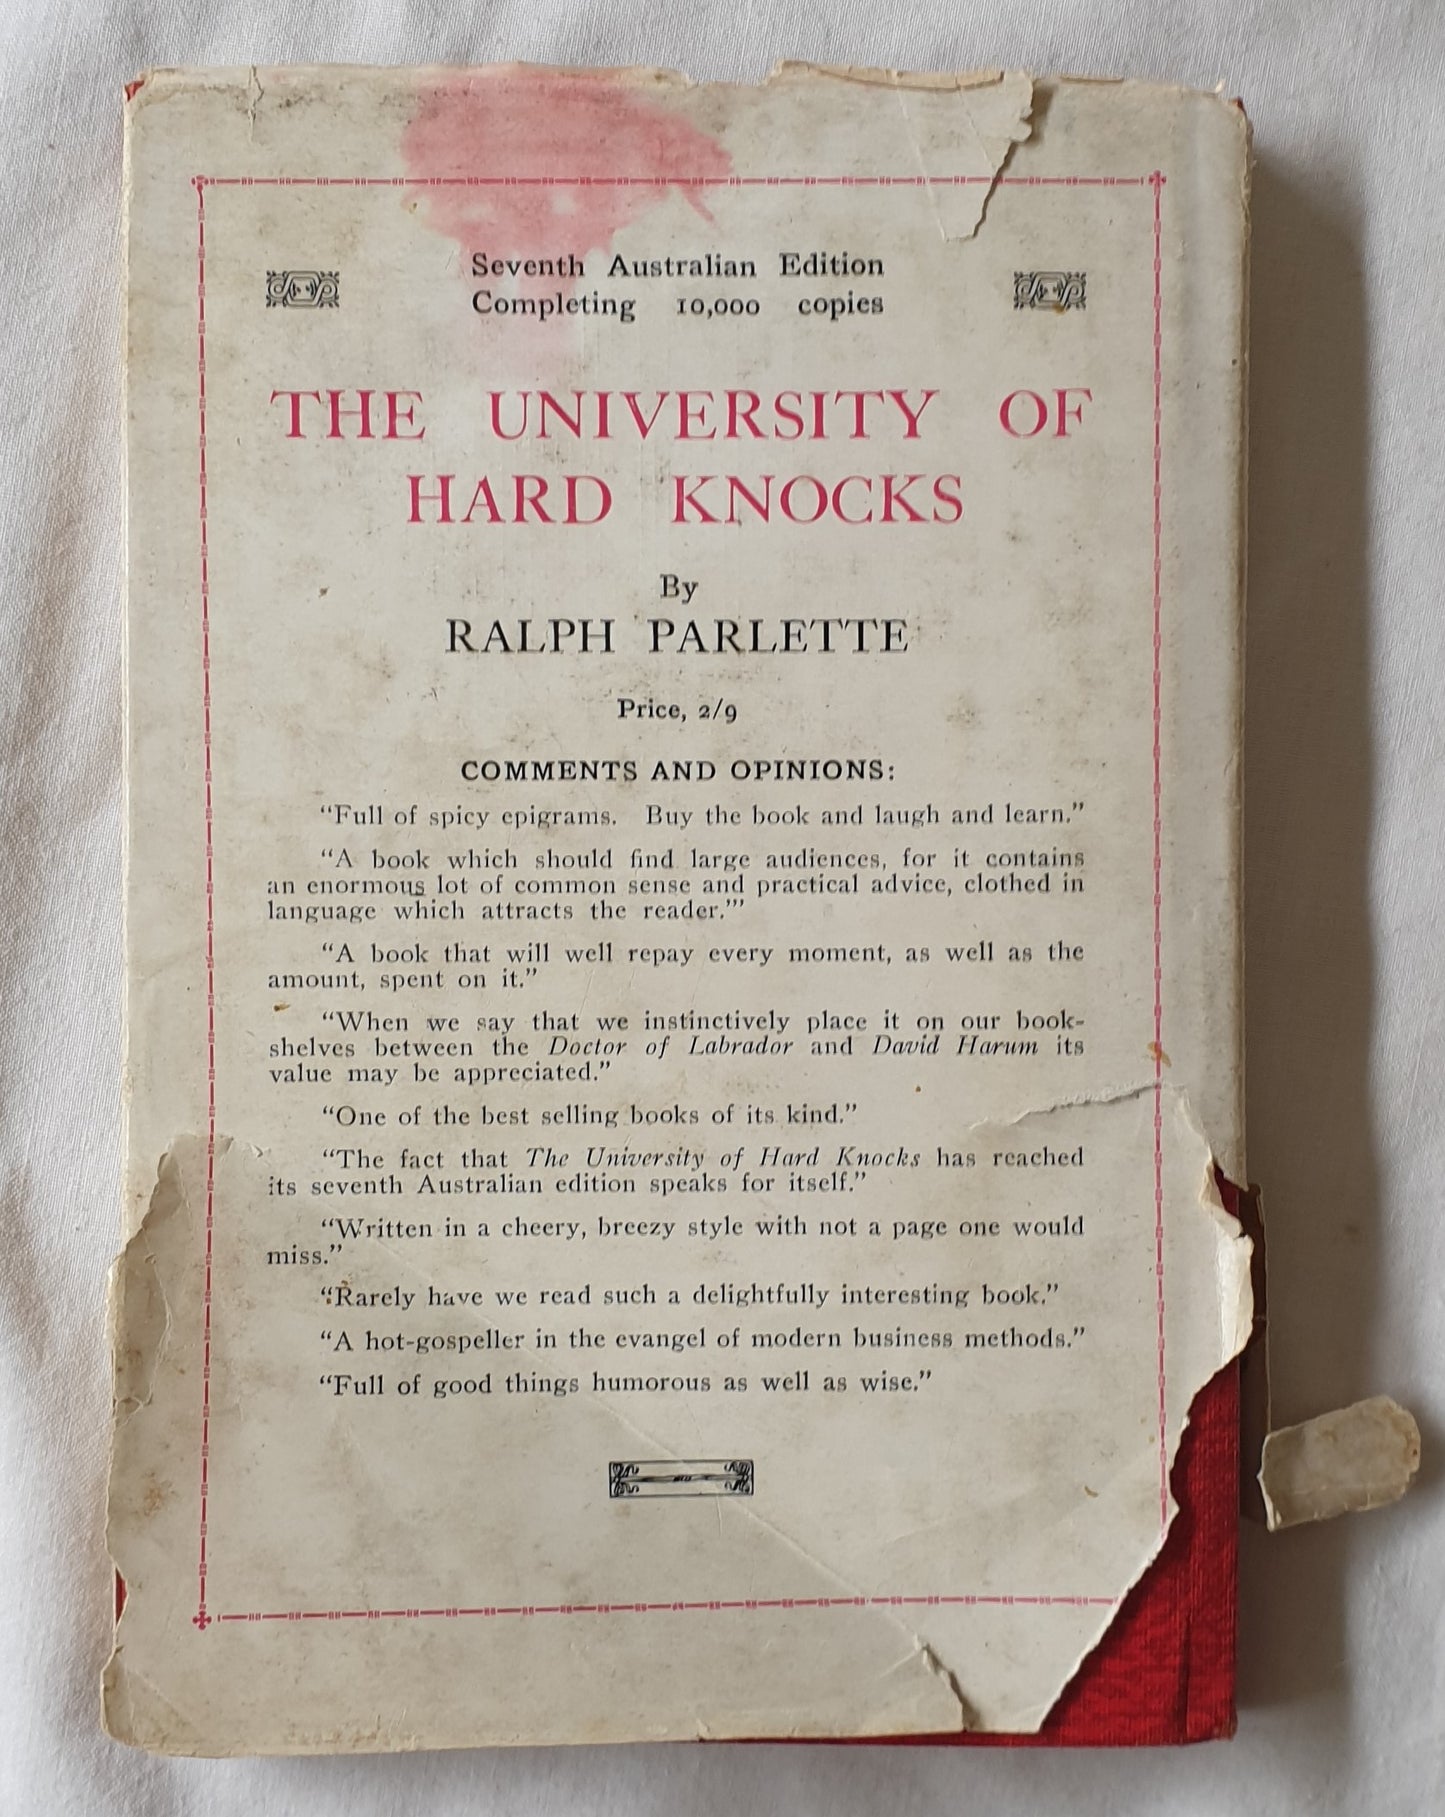 Seventh Australian Edition
Completing 10,000 copies
THE UNIVERSITY OF
HARD KNOCKS
By
RALPH PARLETTE
Price, 2/9
COMMENTS AND OPINIONS:
“Full of spicy epigrams. Buy the book and laugh and learn.”
“A book which should find large audiences, for it contains
an enormous lot of common sense and practical advice, clothed in
language which attracts the reader.’”
“A book that will well repay every moment, as well as the
amount, spent on it.”
“When we say that we instinctively place it on our book-
shelves between the Doctor of Labrador and David Harum its
value may be appreciated.”
“One of the best selling books of its kind.”
“The fact that The University of Hard Knocks has reached
its seventh Australian edition speaks for itself.”
“Written in a cheery, breezy style with not a page one would
miss.”
“Rarely have we read such a delightfully interesting book.”
“A hot-gospeller in the evangel of modern business methods.”
“Full of good things humorous as well as wise.”